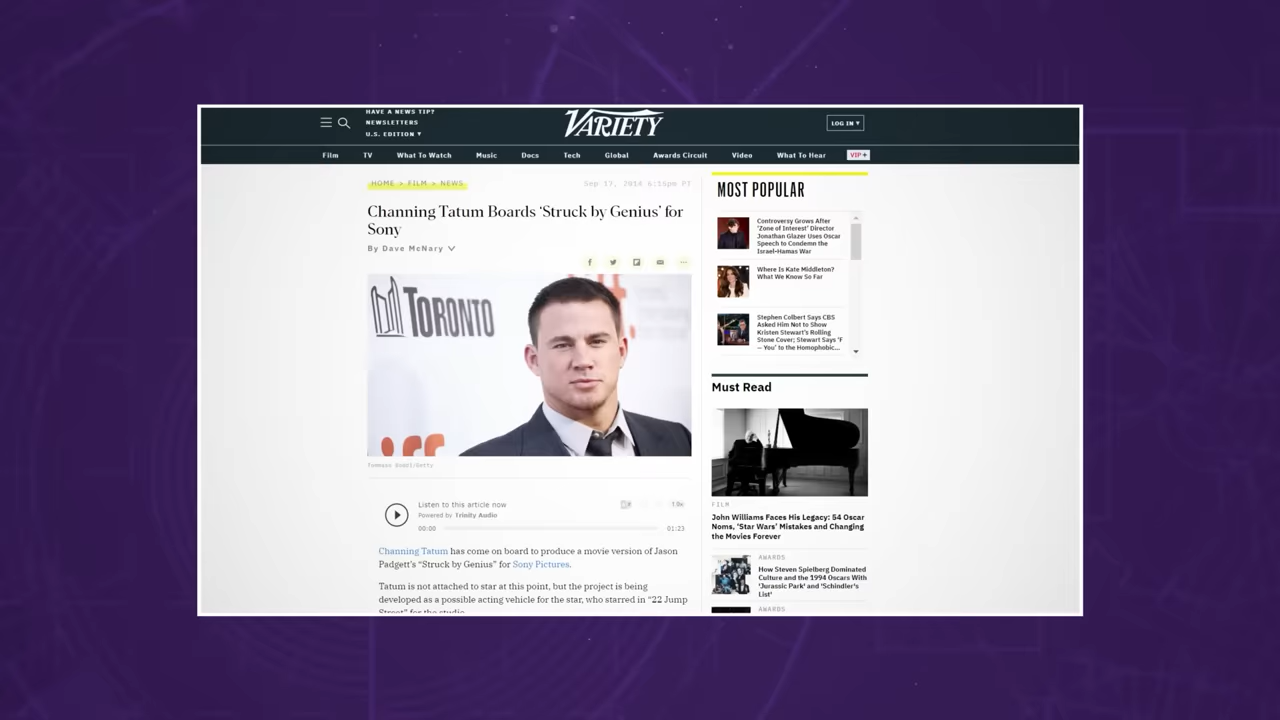 HAVE A NEWS TIP?
NEWSLETTERS
U.S. EDITION ▾
VARIETY
LOG IN ▾
Film TV What To Watch Music Docs Tech Global Awards Circuit Video What To Hear VIP+
HOME > FILM > NEWS
Sep 17, 2014 6:15pm PT
Channing Tatum Boards ‘Struck by Genius’ for
Sony
By Dave McNary
TORONTO
tiff.
Tommaso Boddi/Getty
Listen to this article now
Powered by Trinity Audio
00:00
01:23
Channing Tatum has come on board to produce a movie version of Jason
Padgett’s “Struck by Genius” for Sony Pictures.
Tatum is not attached to star at this point, but the project is being
developed as a possible acting vehicle for the star, who starred in “22 Jump
Street” for the studio.
MOST POPULAR
Controversy Grows After
‘Zone of Interest’ Director
Jonathan Glazer Uses Oscar
Speech to Condemn the
Israel-Hamas War
Where Is Kate Middleton?
What We Know So Far
Stephen Colbert Says CBS
Asked Him Not to Show
Kristen Stewart’s Rolling
Stone Cover; Stewart Says ‘F
— You’ to the Homophobic...
Must Read
FILM
John Williams Faces His Legacy: 54 Oscar
Noms, ‘Star Wars’ Mistakes and Changing
the Movies Forever
AWARDS
How Steven Spielberg Dominated
Culture and the 1994 Oscars With
'Jurassic Park' and 'Schindler's
List'
AWARDS